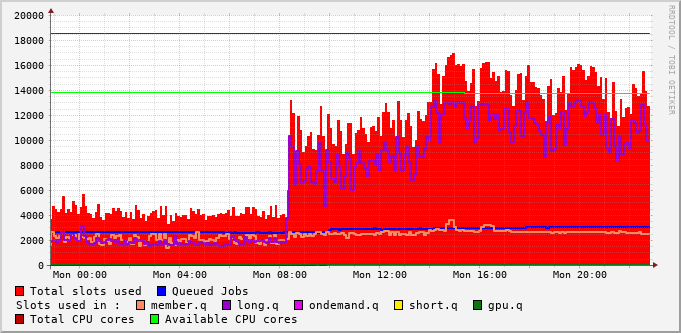 20000
18000
16000
14000
12000
10000
8000
6000
4000
2000
0
Mon 00:00 Mon 04:00 Mon 08:00 Mon 12:00 Mon 16:00 Mon 20:00
RRDTOOL / TOBI OETIKER
Total slots used Queued Jobs
Slots used in : member.q long.q ondemand.q short.q gpu.q
Total CPU cores Available CPU cores